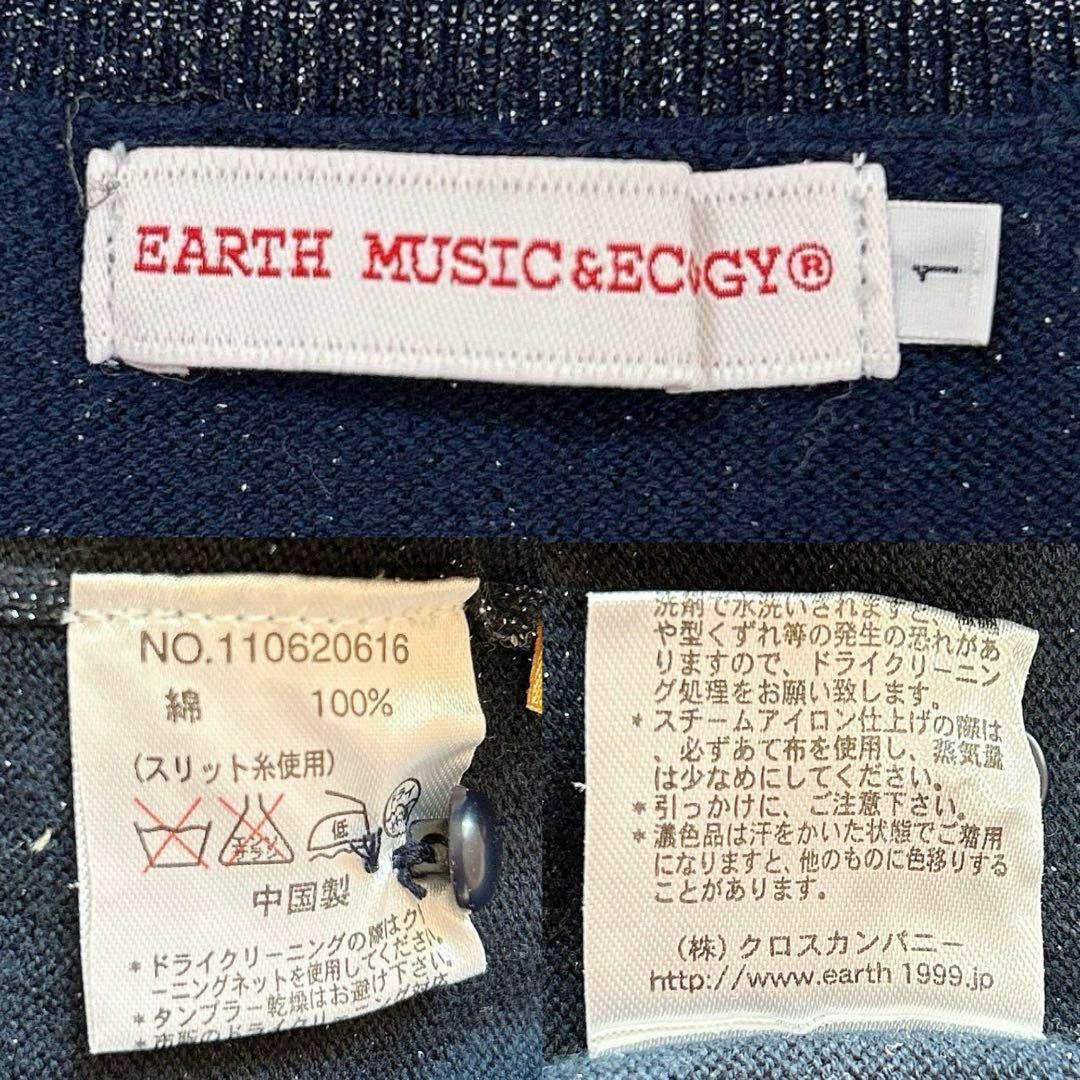 EARTH MUSIC&ECOGY®
1
NO.110620616
綿 100%
(スリット糸使用)
エンソ
低
ドライ
中国製
*ドライクリーニングの際はク
ーニングネットを使用してください。
*タンブラー乾燥はお避け下さい。
洗剤で水洗いされますと、
や型くずれ等の発生の恐れがあ
りますので、ドライクリーニン
グ処理をお願い致します。
*スチームアイロン仕上げの際は
、必ずあて布を使用し、蒸気量
は少なめにしてください。
*引っかけに、ご注意下さい。
*濃色品は汗をかいた状態でご着用
になりますと、他のものに色移りする
ことがあります。
(株)クロスカンパニー
http://www.earth1999.jp